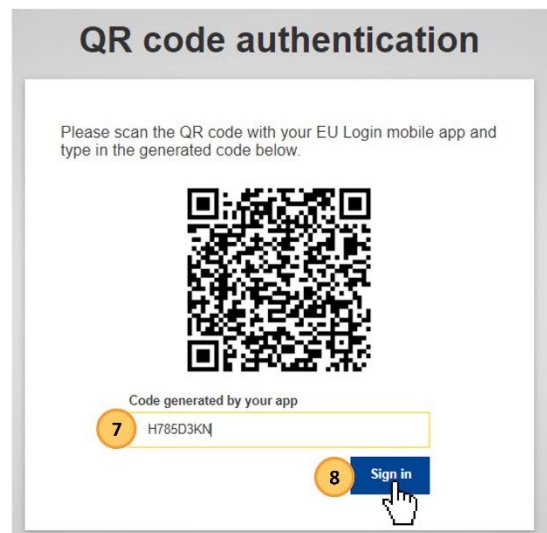 QR code authentication
Please scan the QR code with your EU Login mobile app and
type in the generated code below.
Code generated by your app
7 H785D3KN
8 Sign in